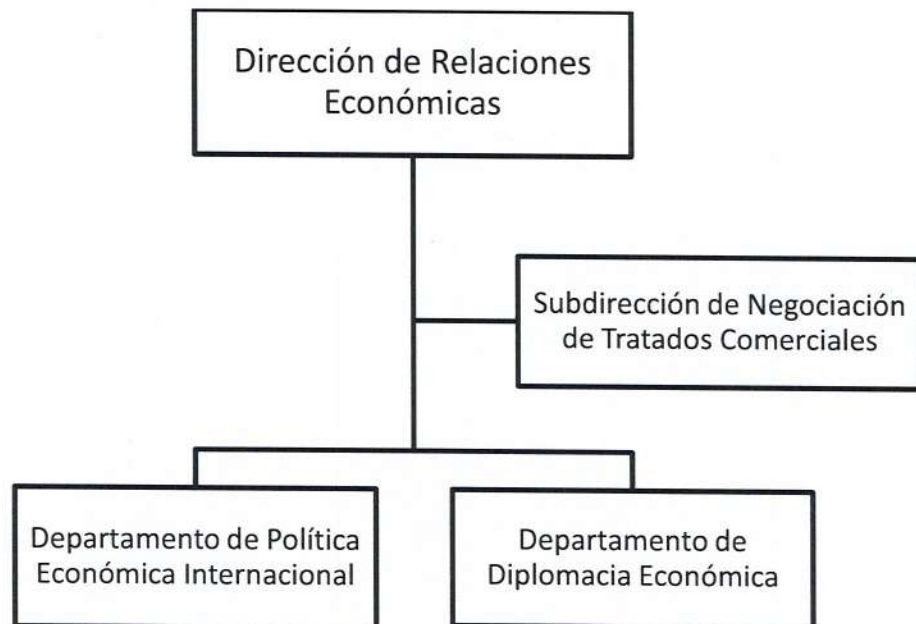 Dirección de Relaciones
Económicas
Subdirección de Negociación
de Tratados Comerciales
Departamento de Política
Económica Internacional
Departamento de
Diplomacia Económica